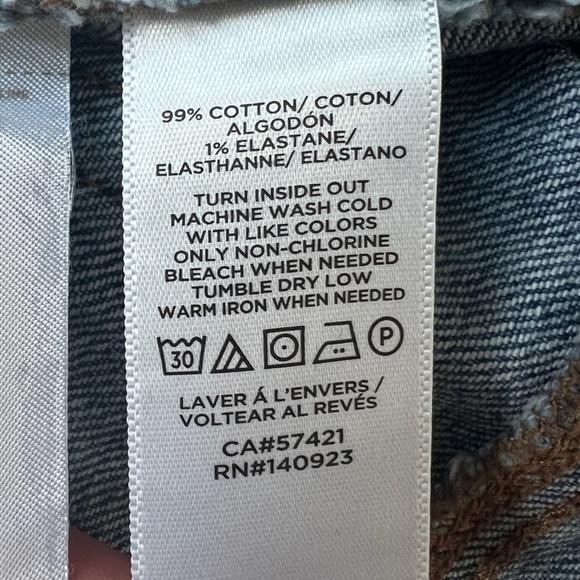 99% COTTON/ COTON/
ALGODÓN
1% ELASTANE/
ELASTHANNE/ ELASTANO
TURN INSIDE OUT
MACHINE WASH COLD
WITH LIKE COLORS
ONLY NON-CHLORINE
BLEACH WHEN NEEDED
TUMBLE DRY LOW
WARM IRON WHEN NEEDED
30 P
LAVER Á L'ENVERS /
VOLTEAR AL REVÉS
CA#57421
RN#140923